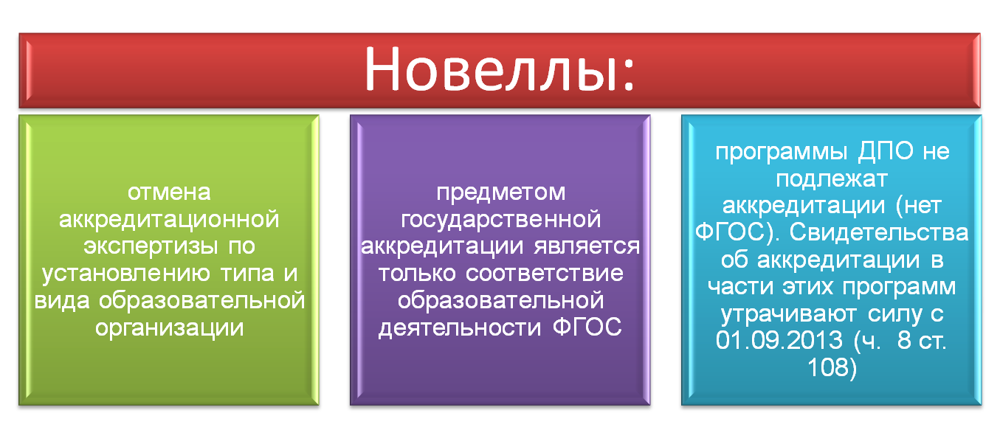 Новеллы:
отмена
аккредитационной
экспертизы по
установлению типа и
вида образовательной
организации
предметом
государственной
аккредитации является
только соответствие
образовательной
деятельности ФГОС
программы ДПО не
подлежат
аккредитации (нет
ФГОС). Свидетельства
об аккредитации в
части этих программ
утрачивают силу с
01.09.2013 (ч.  8 ст.
108)